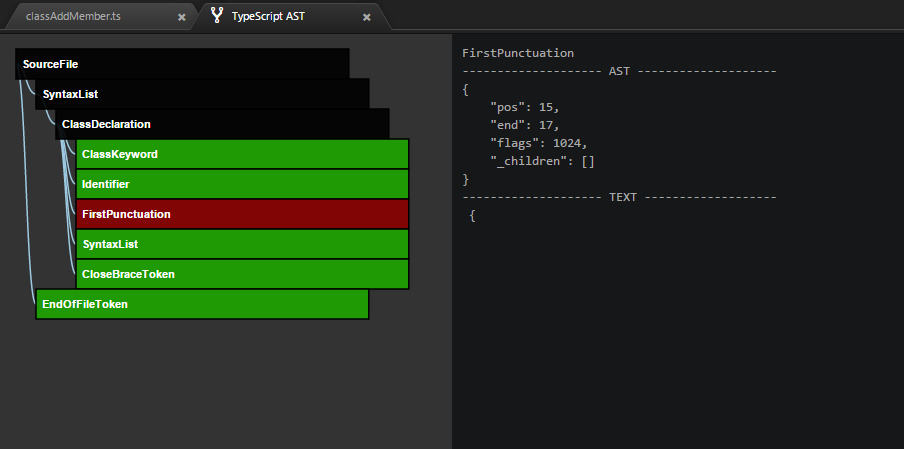 classAddMember.ts
TypeScript AST
SourceFile
SyntaxList
ClassDeclaration
ClassKeyword
Identifier
FirstPunctuation
SyntaxList
CloseBraceToken
EndOfFileToken
FirstPunctuation
-------------------- AST --------------------
{
    "pos": 15,
    "end": 17,
    "flags": 1024,
    "_children": []
}
-------------------- TEXT -------------------
 {